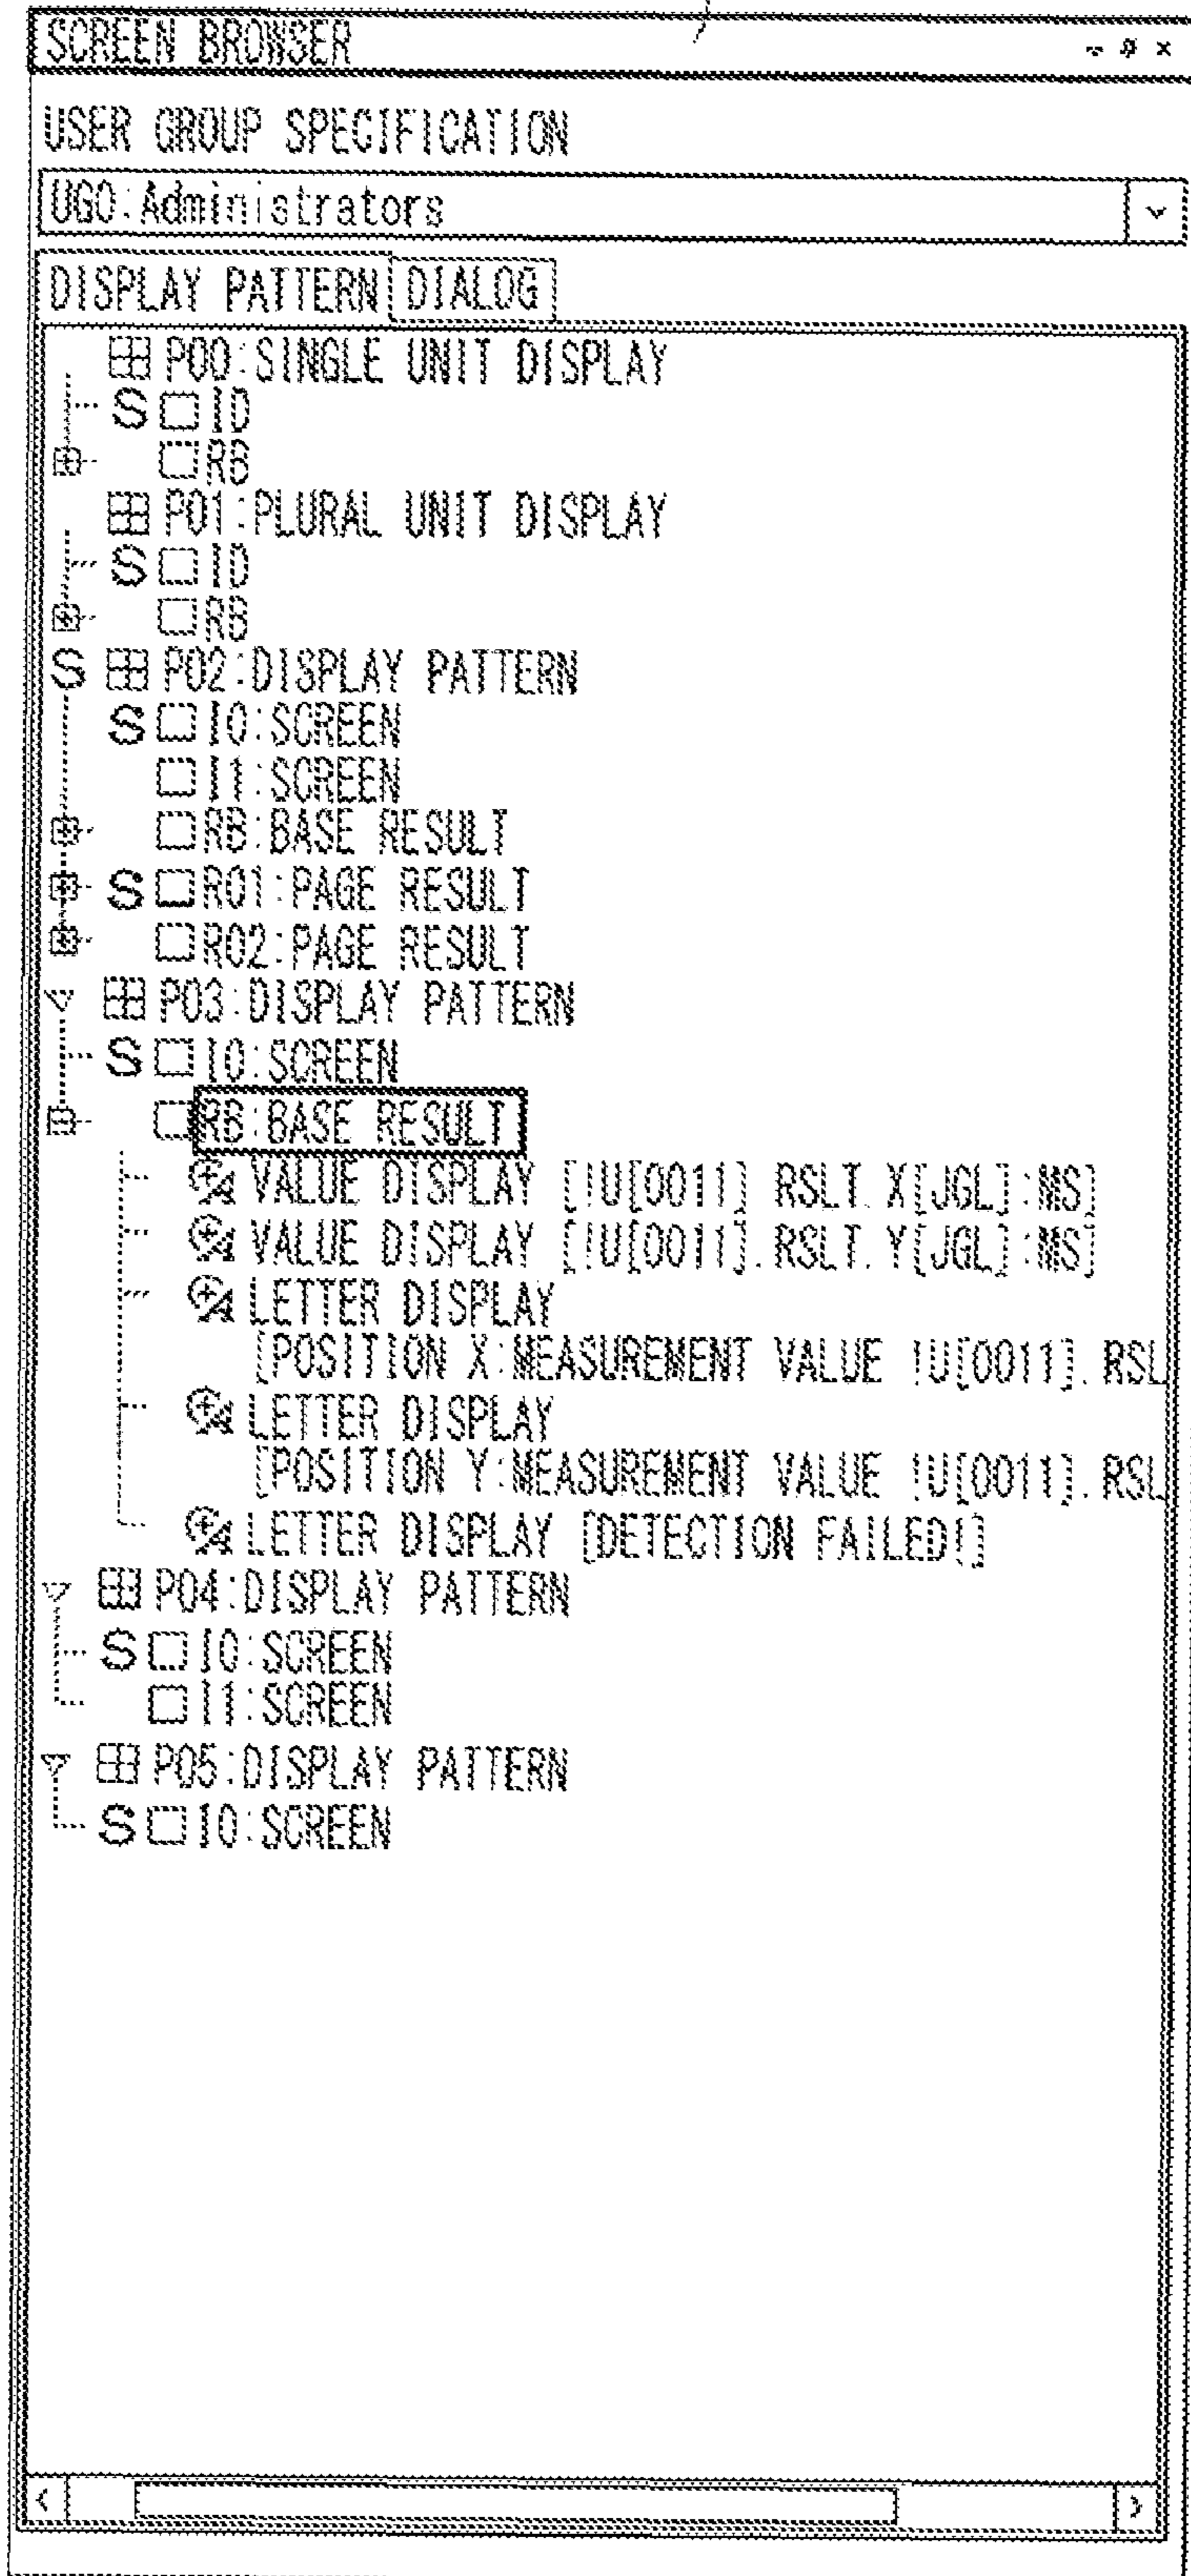 SCREEN BROWSER
USER GROUP SPECIFICATION
UG0:Administrators
DISPLAY PATTERN DIALOG
P00:SINGLE UNIT DISPLAY
S I0
RB
P01:PLURAL UNIT DISPLAY
S I0
RB
S P02:DISPLAY PATTERN
S I0:SCREEN
I1:SCREEN
RB:BASE RESULT
S R01:PAGE RESULT
R02:PAGE RESULT
P03:DISPLAY PATTERN
S I0:SCREEN
RB:BASE RESULT
VALUE DISPLAY [!U[0011].RSLT.X[JGL]:MS]
VALUE DISPLAY [!U[0011].RSLT.Y[JGL]:MS]
LETTER DISPLAY
[POSITION X:MEASUREMENT VALUE !U[0011].RSL
LETTER DISPLAY
[POSITION Y:MEASUREMENT VALUE !U[0011].RSL
LETTER DISPLAY [DETECTION FAILED!]
P04:DISPLAY PATTERN
S I0:SCREEN
I1:SCREEN
P05:DISPLAY PATTERN
S I0:SCREEN